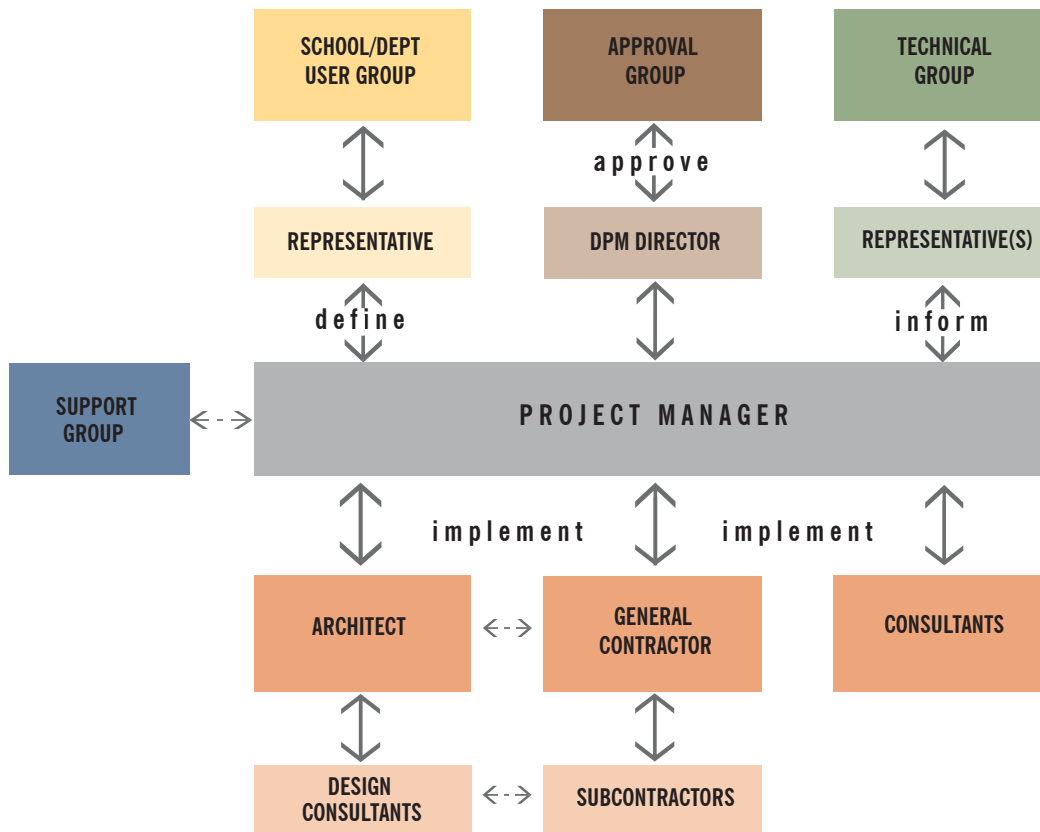 SCHOOL/DEPT
USER GROUP
APPROVAL
GROUP
TECHNICAL
GROUP
approve
REPRESENTATIVE
DPM DIRECTOR
REPRESENTATIVE(S)
define
inform
SUPPORT
GROUP
PROJECT MANAGER
implement
implement
ARCHITECT
GENERAL
CONTRACTOR
CONSULTANTS
DESIGN
CONSULTANTS
SUBCONTRACTORS